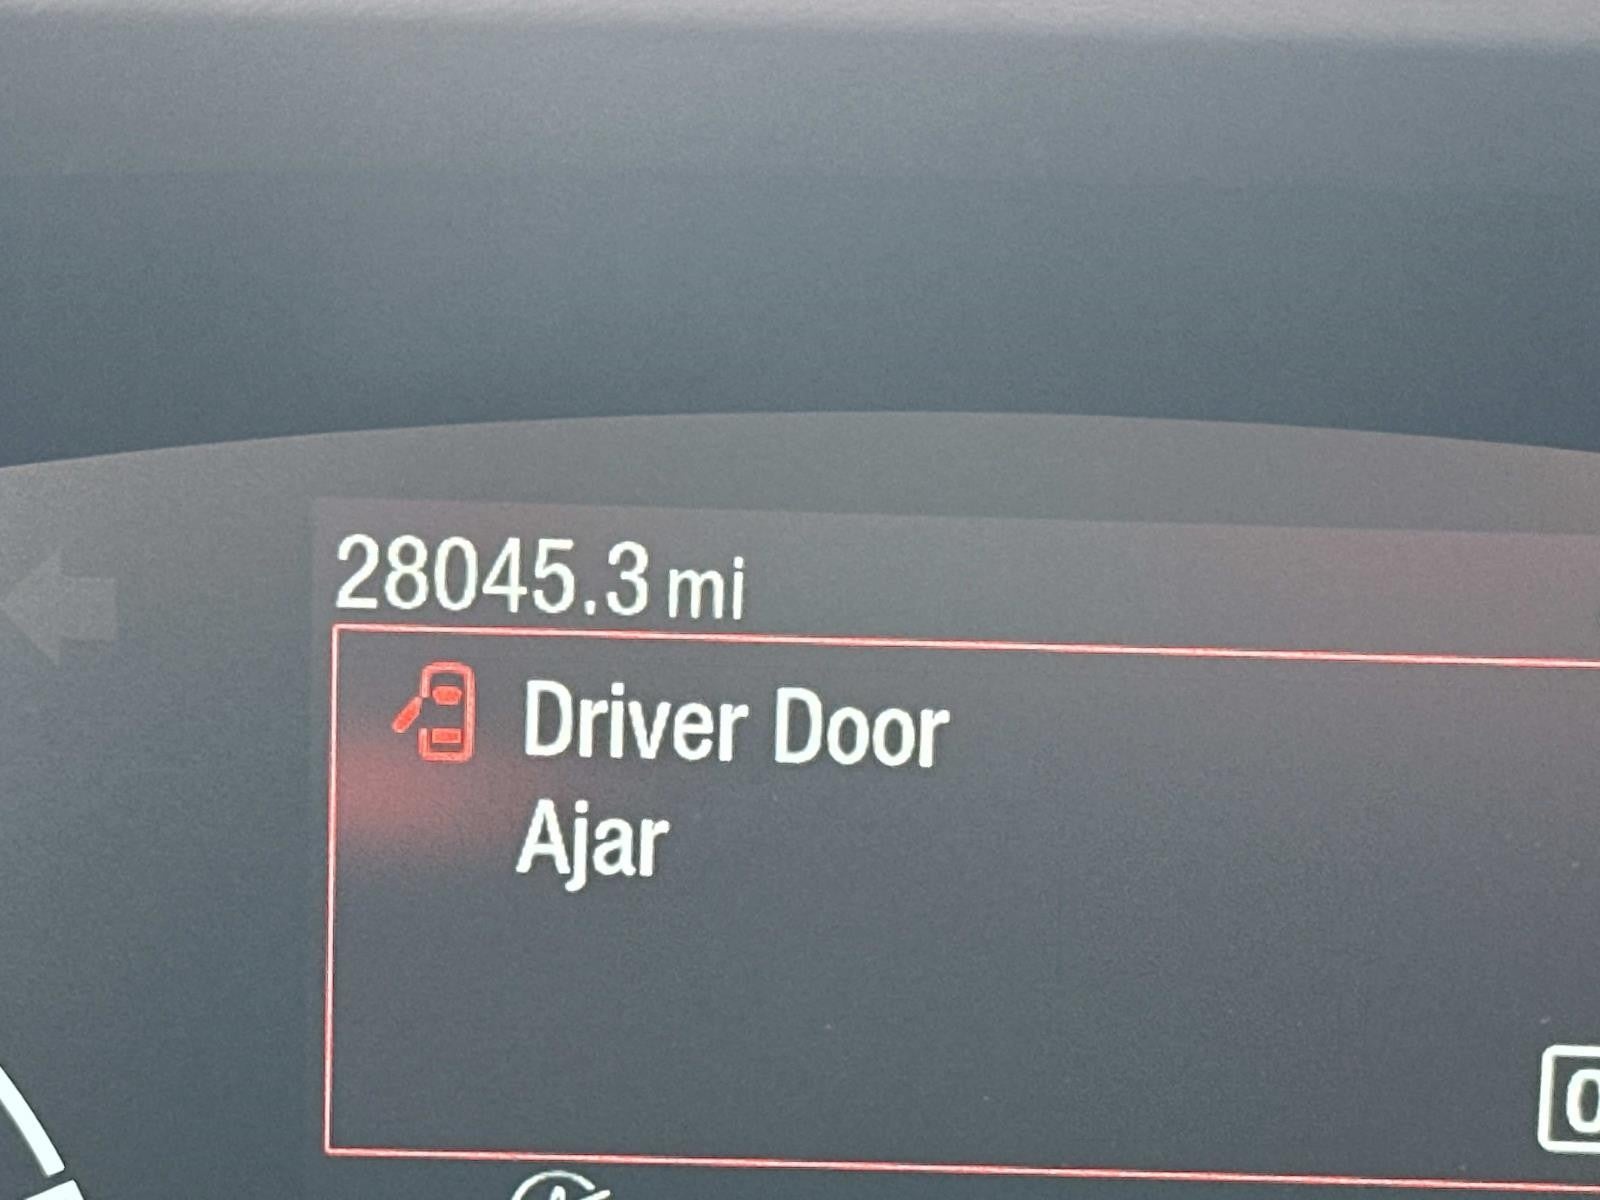 28045.3 mi
Driver Door
Ajar